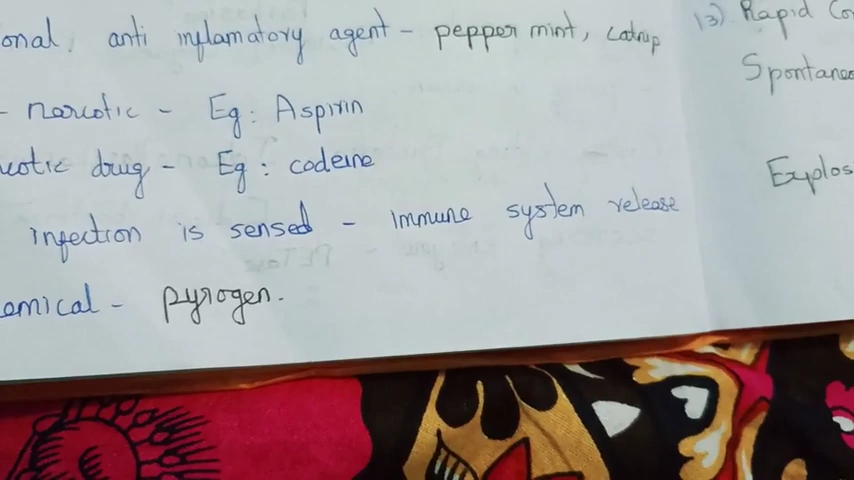 onal, anti inflamatory agent - pepper mint, catnip
- narcotic - Eg: Aspirin
cotic drug - Eg: codeine
infection is sensed - immune system release
emical - pyrogen.
13) Rapid Co
Spontaneo
Explos